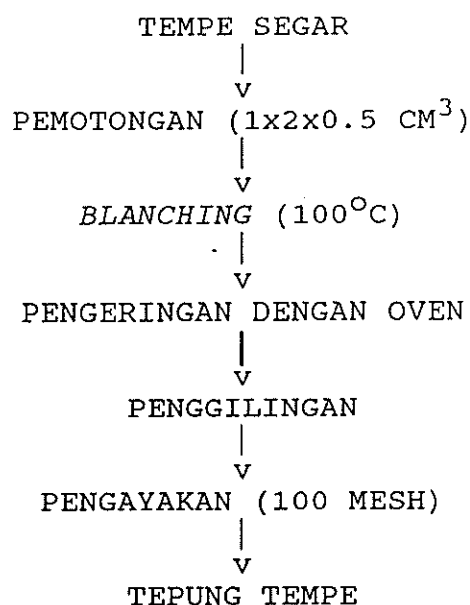 TEMPE SEGAR
PEMOTONGAN (1x2x0.5 CM³)
BLANCHING (100°C)
PENGERINGAN DENGAN OVEN
PENGGILINGAN
PENGAYAKAN (100 MESH)
TEPUNG TEMPE